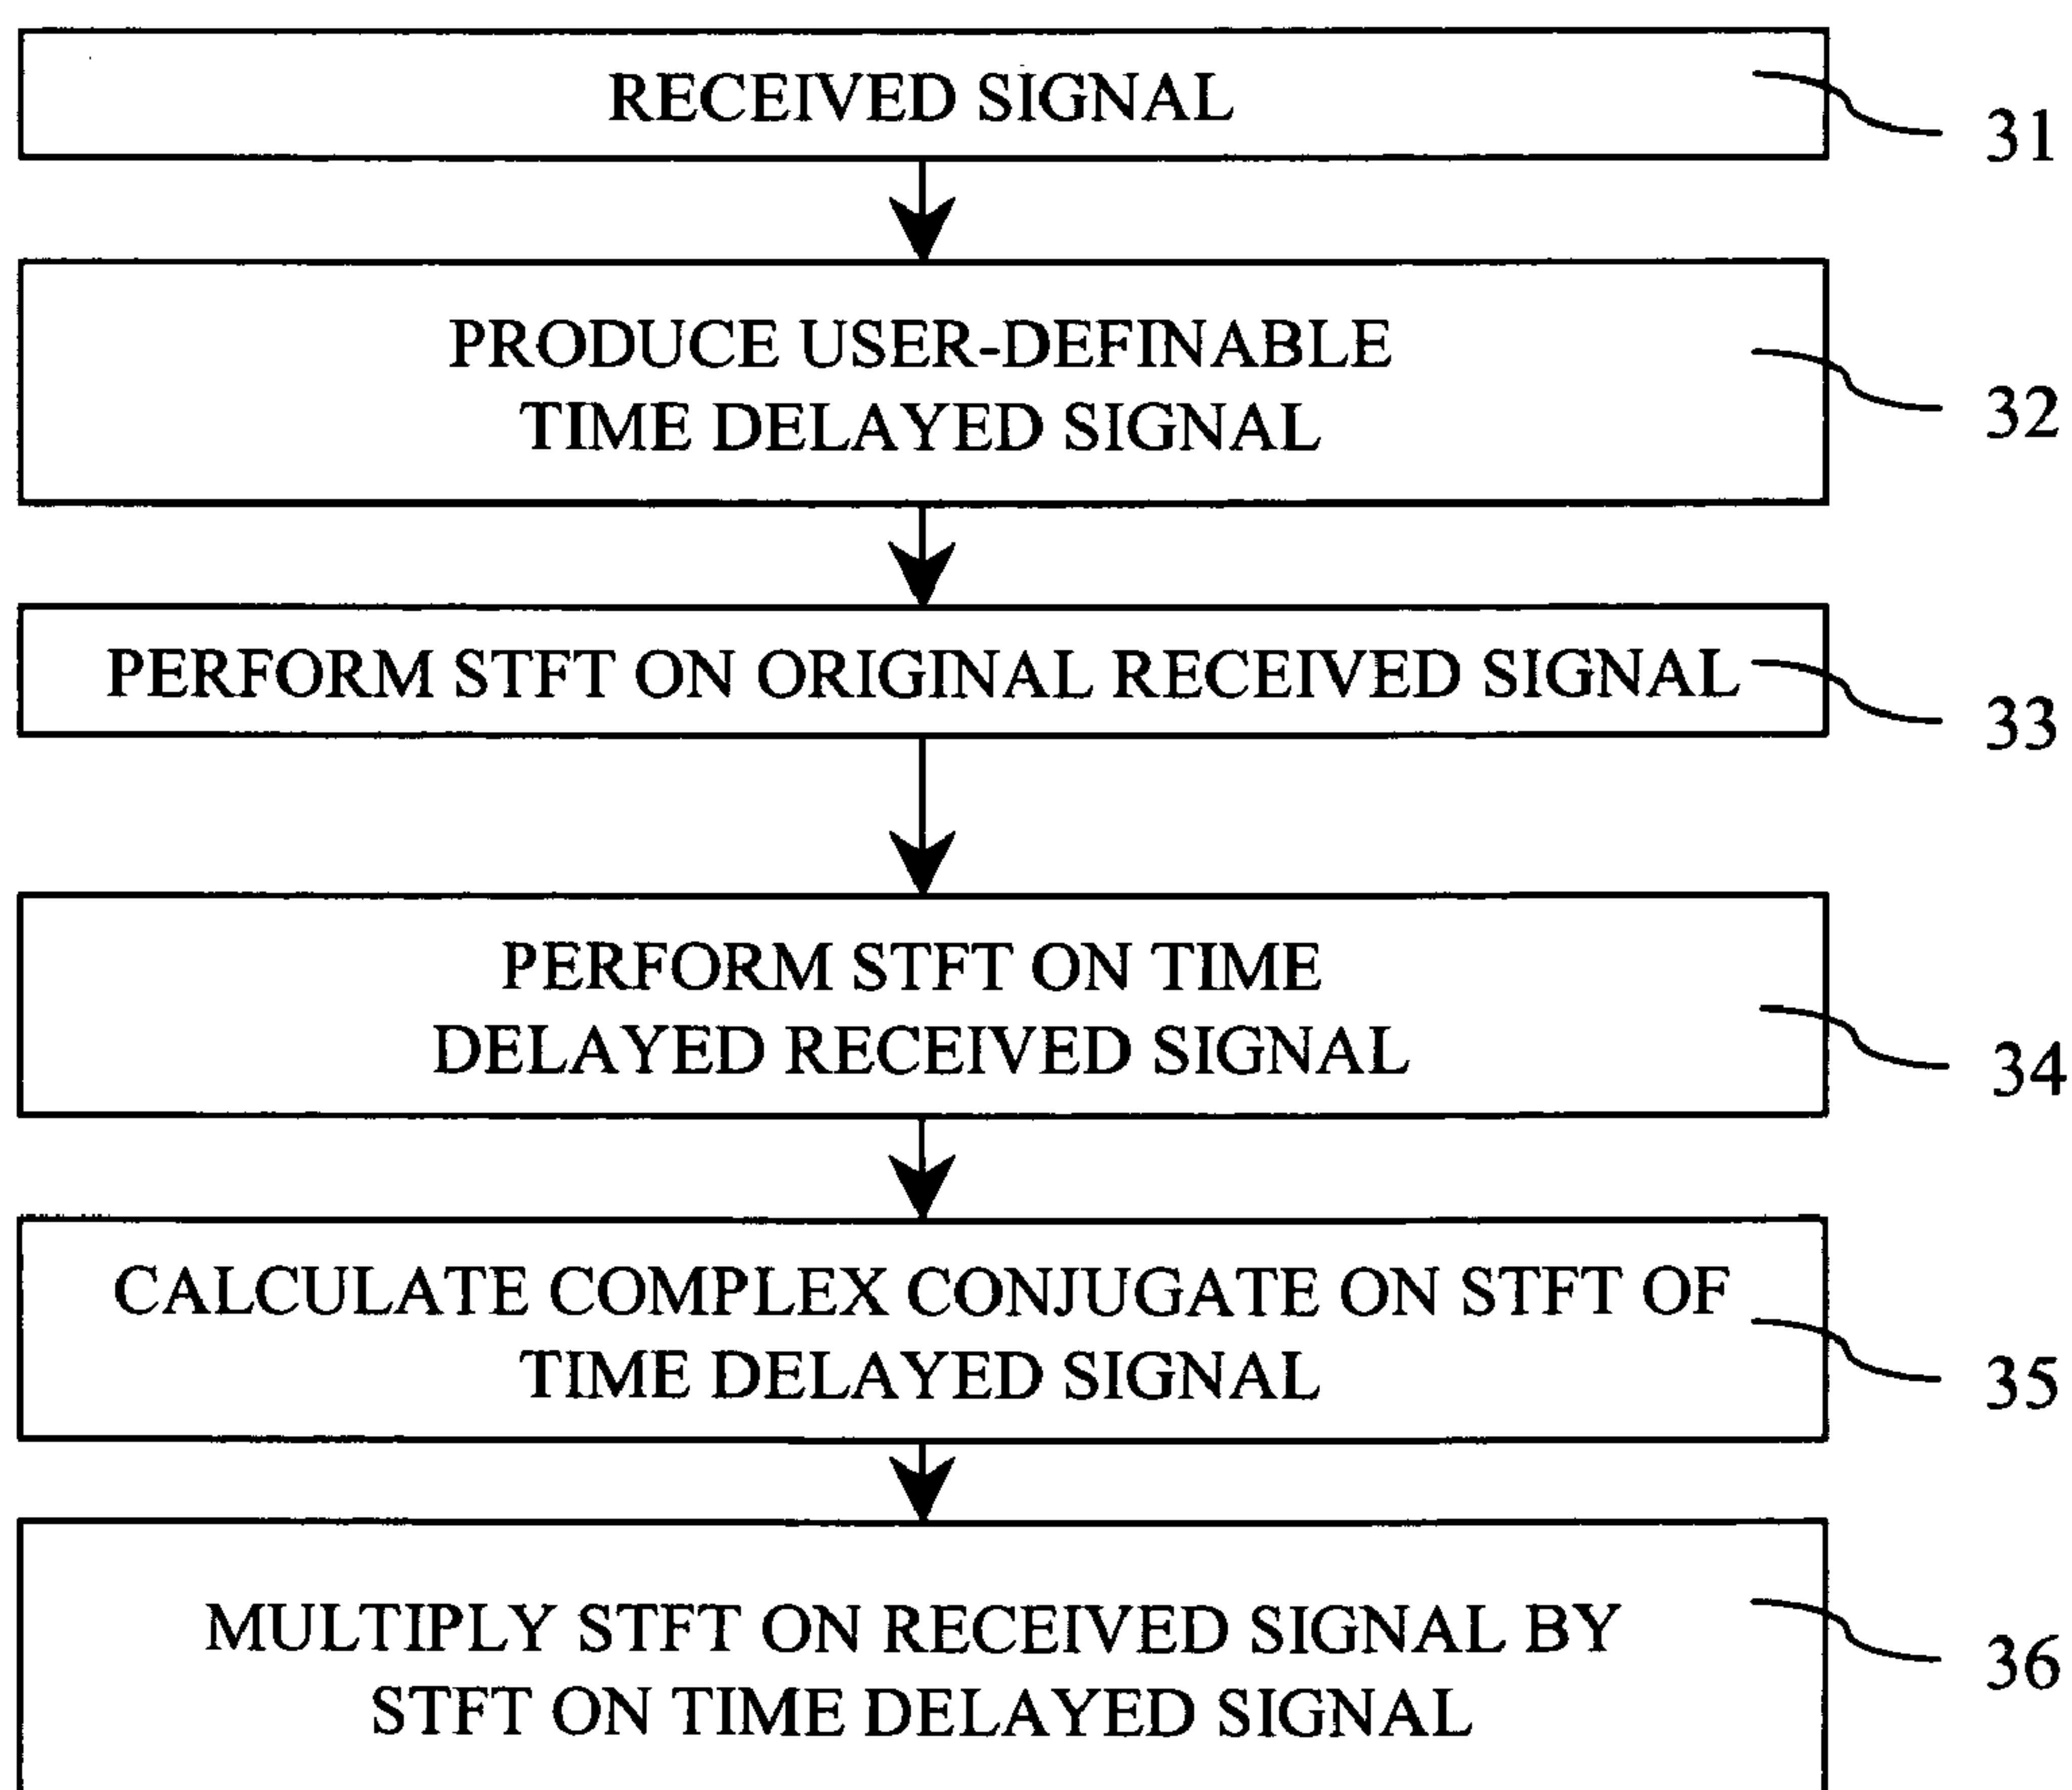 RECEIVED SIGNAL
31
PRODUCE USER-DEFINABLE
TIME DELAYED SIGNAL
32
PERFORM STFT ON ORIGINAL RECEIVED SIGNAL
33
PERFORM STFT ON TIME
DELAYED RECEIVED SIGNAL
34
CALCULATE COMPLEX CONJUGATE ON STFT OF
TIME DELAYED SIGNAL
35
MULTIPLY STFT ON RECEIVED SIGNAL BY
STFT ON TIME DELAYED SIGNAL
36